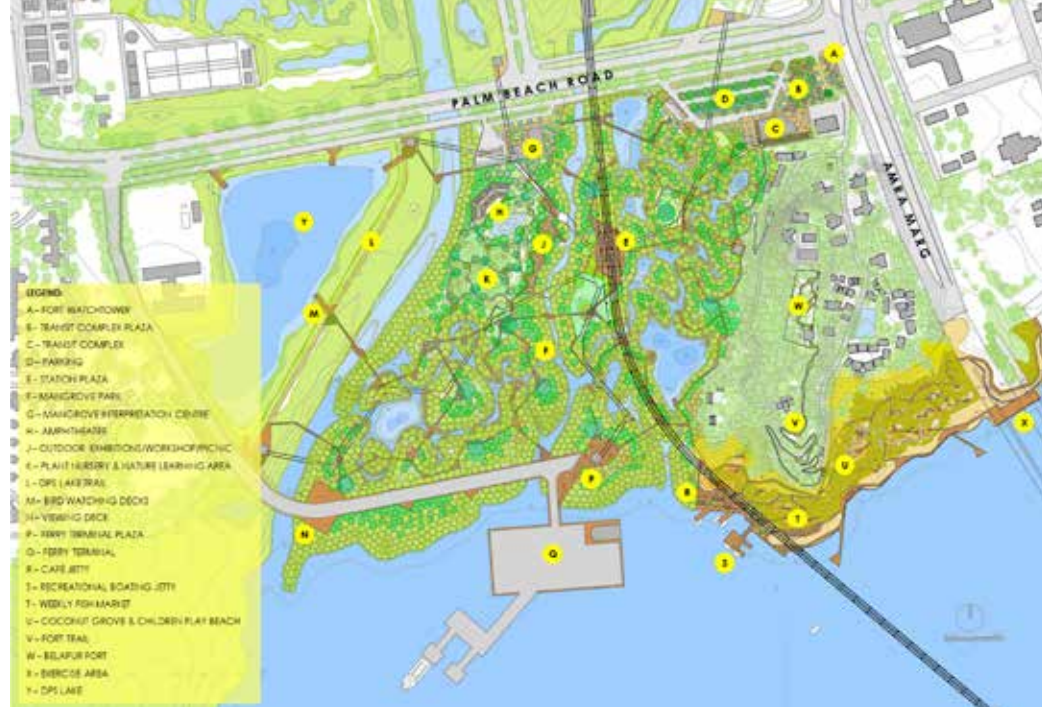 PALM BEACH ROAD
AMRA MARG
A
B
D
C
G
H
J
E
K
Y
L
M
F
W
V
U
X
P
R
T
N
Q
S
LEGEND:
A – FORT WATCHTOWER
B – TRANSIT COMPLEX PLAZA
C – TRANSIT COMPLEX
D – PARKING
E – STATION PLAZA
F – MANGROVE PARK
G – MANGROVE INTERPRETATION CENTRE
H – AMPHITHEATER
J – OUTDOOR EXHIBITIONS/WORKSHOP/PICNIC
K – PLANT NURSERY & NATURE LEARNING AREA
L – DPS LAKE TRAIL
M – BIRD WATCHING DECKS
N – VIEWING DECK
P – FERRY TERMINAL PLAZA
Q – FERRY TERMINAL
R – CAFE JETTY
S – RECREATIONAL BOATING JETTY
T – WEEKLY FISH MARKET
U – COCONUT GROVE & CHILDREN PLAY BEACH
V – FORT TRAIL
W – BELAPUR FORT
X – EXERCISE AREA
Y – DPS LAKE